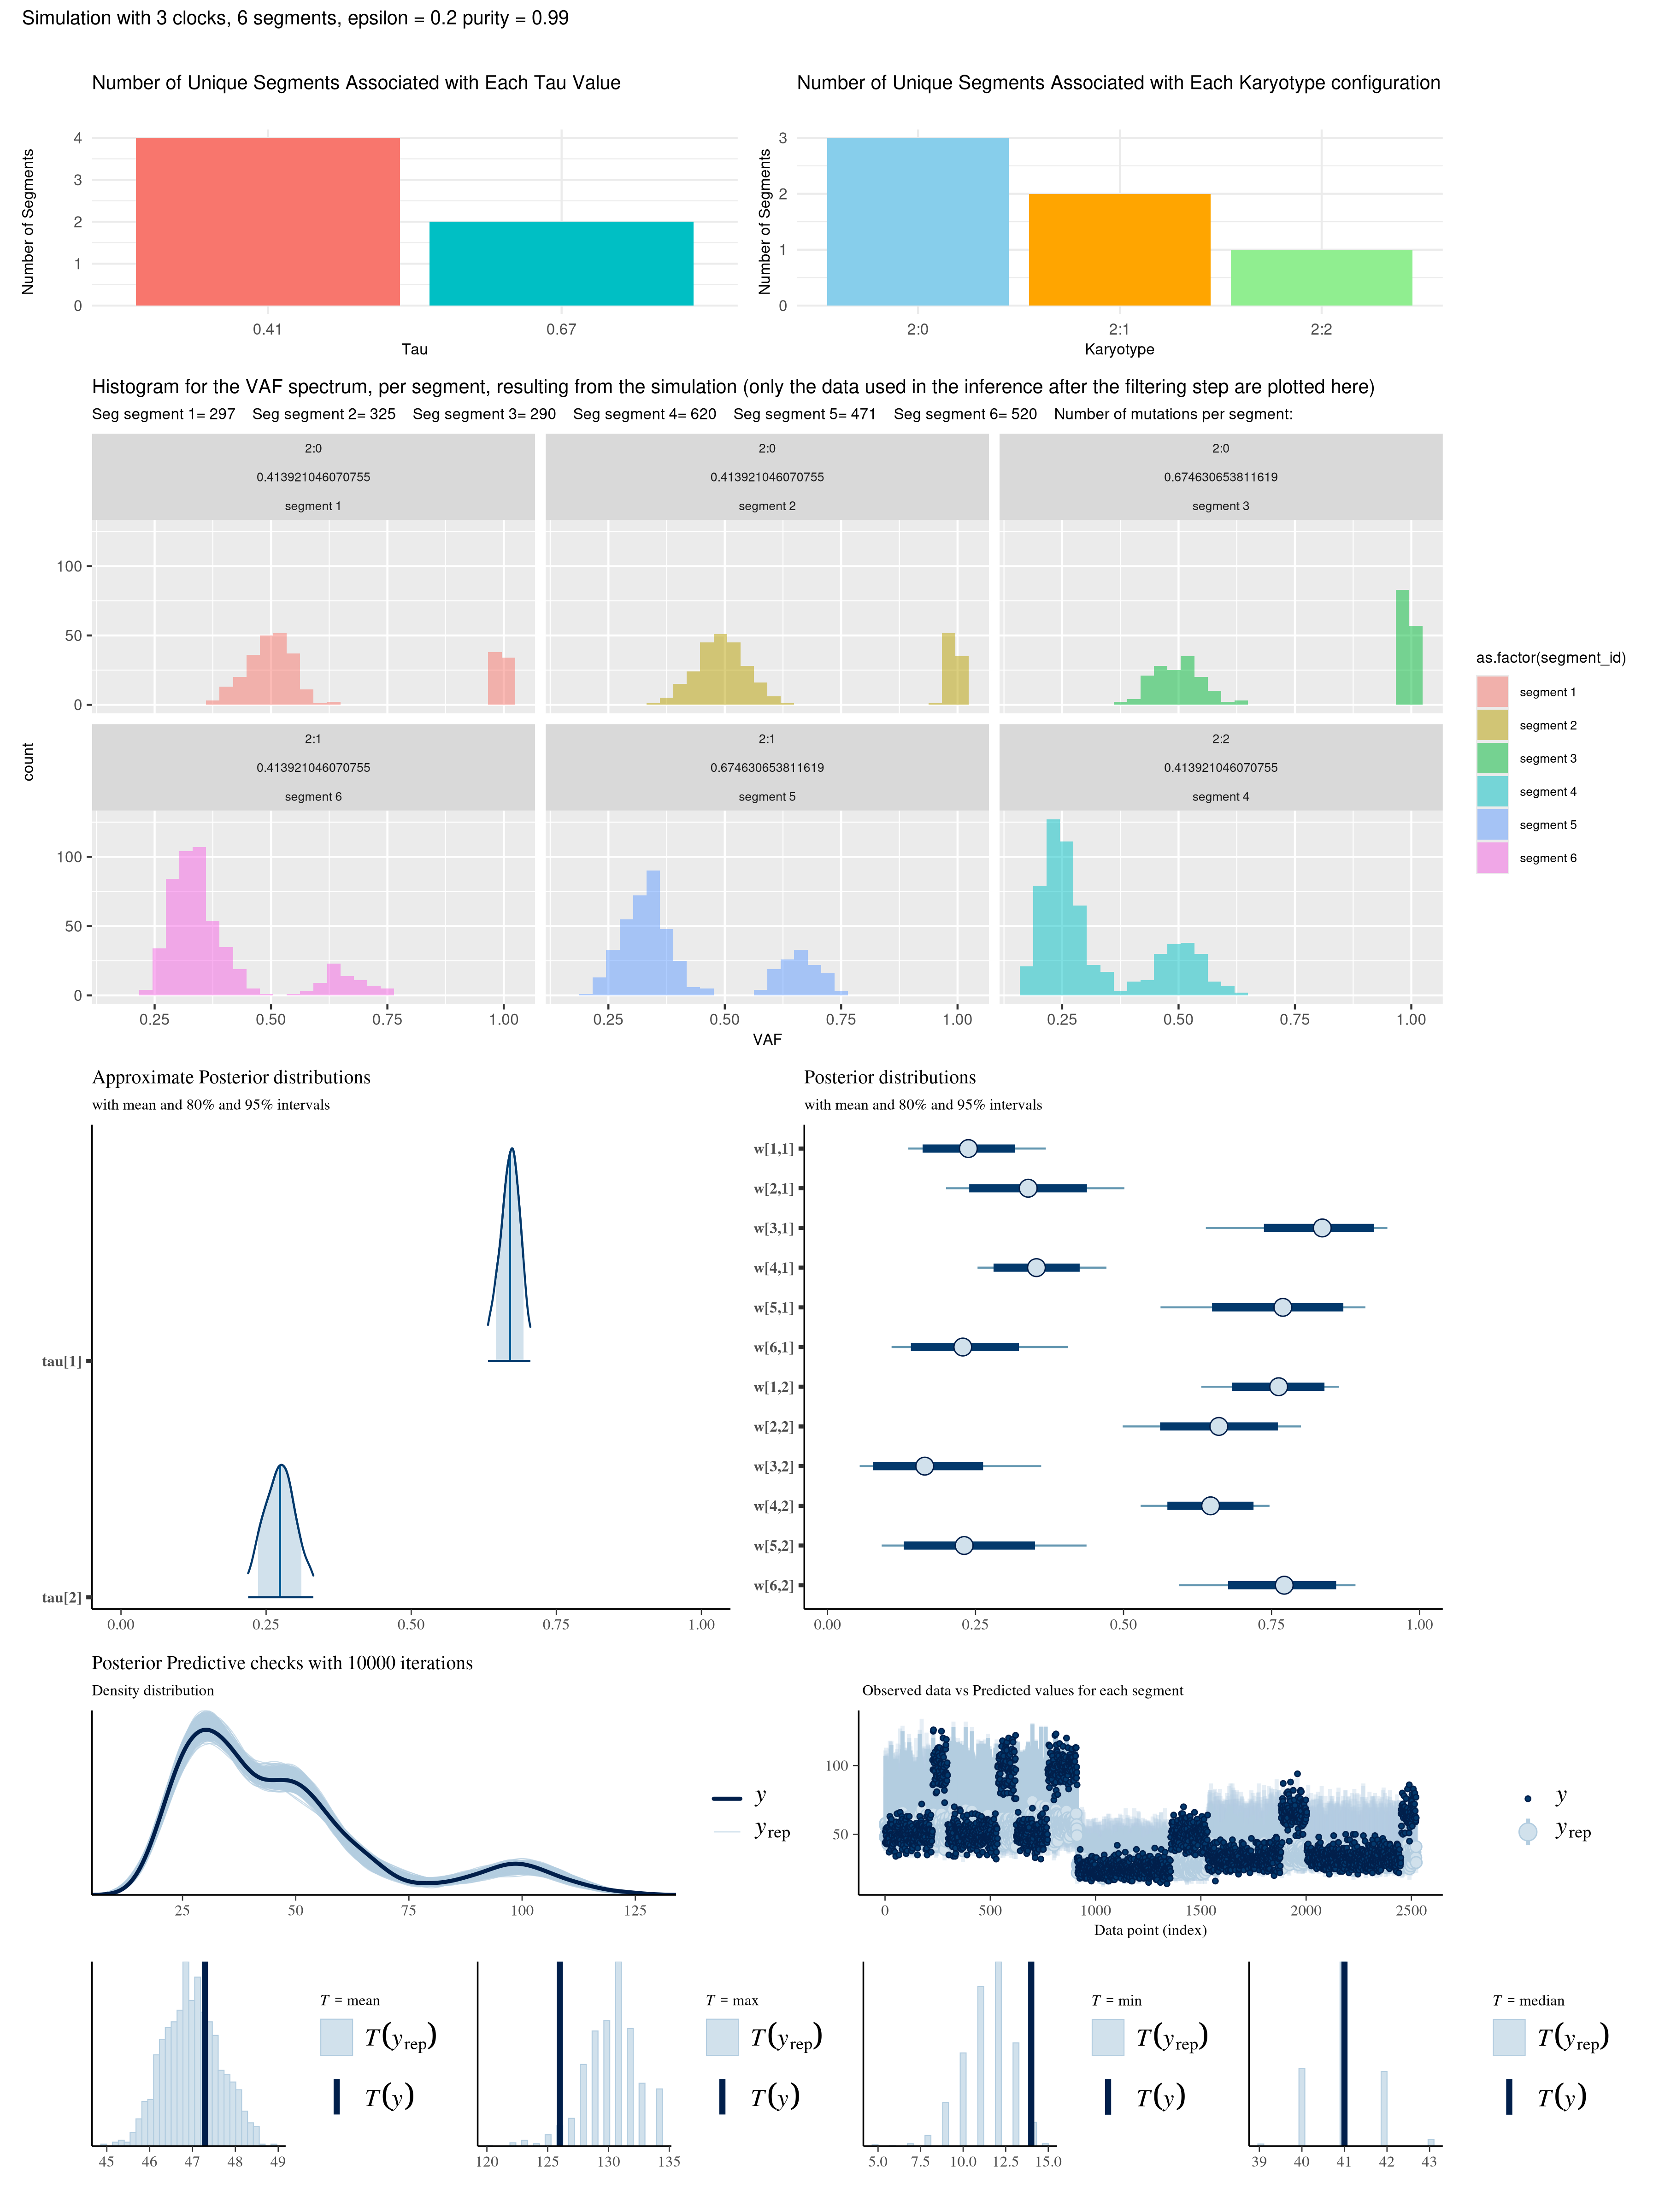 Simulation with 3 clocks, 6 segments, epsilon = 0.2 purity = 0.99
Number of Unique Segments Associated with Each Tau Value
Number of Segments
4
3
2
1
0
0.41 0.67
Tau
Number of Unique Segments Associated with Each Karyotype configuration
Number of Segments
3
2
1
0
2:0 2:1 2:2
Karyotype
Histogram for the VAF spectrum, per segment, resulting from the simulation (only the data used in the inference after the filtering step are plotted here)
Seg segment 1= 297 Seg segment 2= 325 Seg segment 3= 290 Seg segment 4= 620 Seg segment 5= 471 Seg segment 6= 520 Number of mutations per segment:
2:0
0.413921046070755
segment 1
2:0
0.413921046070755
segment 2
2:0
0.674630653811619
segment 3
100
50
0
2:1
0.413921046070755
segment 6
2:1
0.674630653811619
segment 5
2:2
0.413921046070755
segment 4
100
50
0
count
0.25 0.50 0.75 1.00
0.25 0.50 0.75 1.00
0.25 0.50 0.75 1.00
VAF
as.factor(segment_id)
segment 1
segment 2
segment 3
segment 4
segment 5
segment 6
Approximate Posterior distributions
with mean and 80% and 95% intervals
tau[1]
tau[2]
0.00 0.25 0.50 0.75 1.00
Posterior distributions
with mean and 80% and 95% intervals
w[1,1]
w[2,1]
w[3,1]
w[4,1]
w[5,1]
w[6,1]
w[1,2]
w[2,2]
w[3,2]
w[4,2]
w[5,2]
w[6,2]
0.00 0.25 0.50 0.75 1.00
Posterior Predictive checks with 10000 iterations
Density distribution
25 50 75 100 125
y
yrep
Observed data vs Predicted values for each segment
100
50
0 500 1000 1500 2000 2500
Data point (index)
y
yrep
45 46 47 48 49
T = mean
T(yrep)
T(y)
120 125 130 135
T = max
T(yrep)
T(y)
5.0 7.5 10.0 12.5 15.0
T = min
T(yrep)
T(y)
39 40 41 42 43
T = median
T(yrep)
T(y)